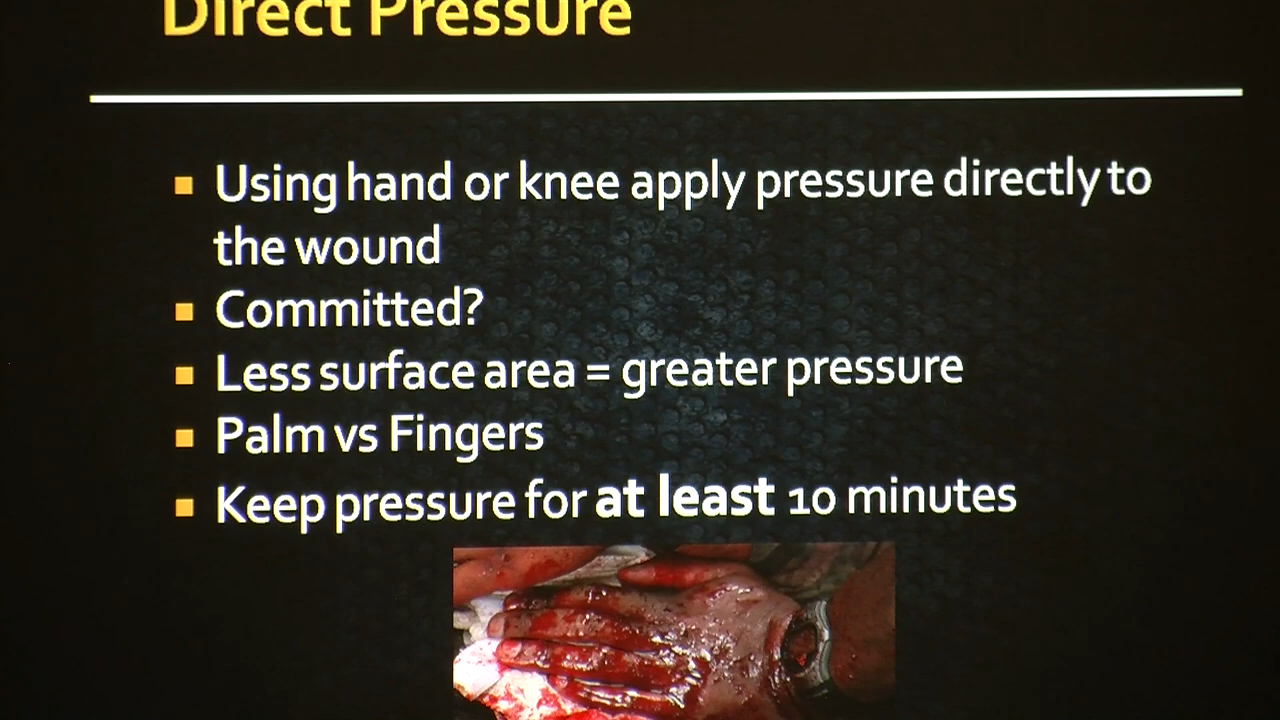 Direct Pressure
Using hand or knee apply pressure directly to
the wound
Committed?
Less surface area = greater pressure
Palm vs Fingers
Keep pressure for at least 10 minutes